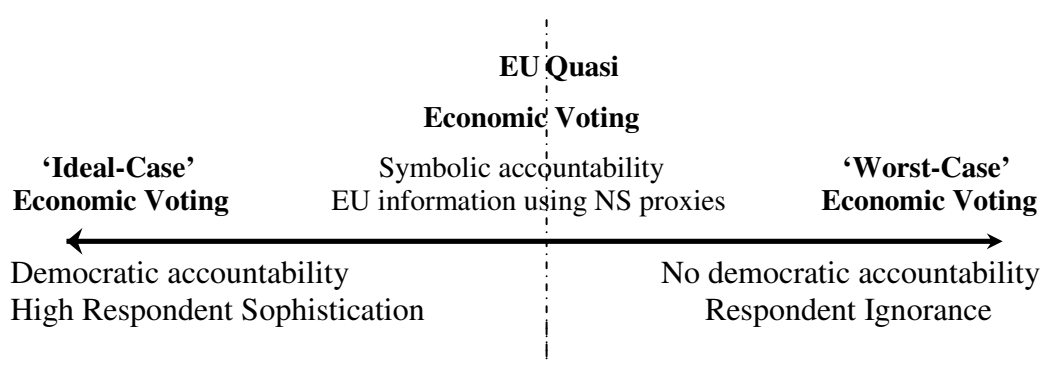 EU Quasi
Economic Voting
‘Ideal-Case’
Economic Voting
Symbolic accountability
EU information using NS proxies
‘Worst-Case’
Economic Voting
Democratic accountability
High Respondent Sophistication
No democratic accountability
Respondent Ignorance